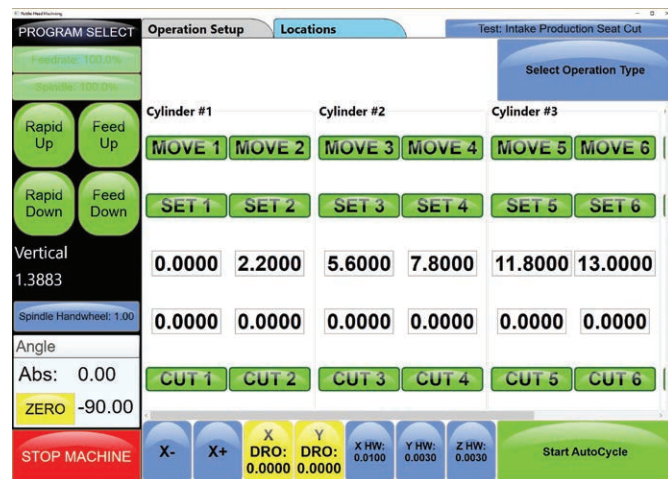 PROGRAM SELECT
Operation Setup
Locations
Test: Intake Production Seat Cut
Feedrate: 100.0%
Spindle: 100.0%
Select Operation Type
Rapid Up
Feed Up
Rapid Down
Feed Down
Vertical
1.3883
Spindle Handwheel: 1.00
Angle
Abs: 0.00
ZERO -90.00
STOP MACHINE
Cylinder #1 Cylinder #2 Cylinder #3
MOVE 1 MOVE 2 MOVE 3 MOVE 4 MOVE 5 MOVE 6
SET 1 SET 2 SET 3 SET 4 SET 5 SET 6
0.0000 2.2000 5.6000 7.8000 11.8000 13.0000
0.0000 0.0000 0.0000 0.0000 0.0000 0.0000
CUT 1 CUT 2 CUT 3 CUT 4 CUT 5 CUT 6
X- X+
X DRO: 0.0000
Y DRO: 0.0000
X HW: 0.0100
Y HW: 0.0030
Z HW: 0.0030
Start AutoCycle